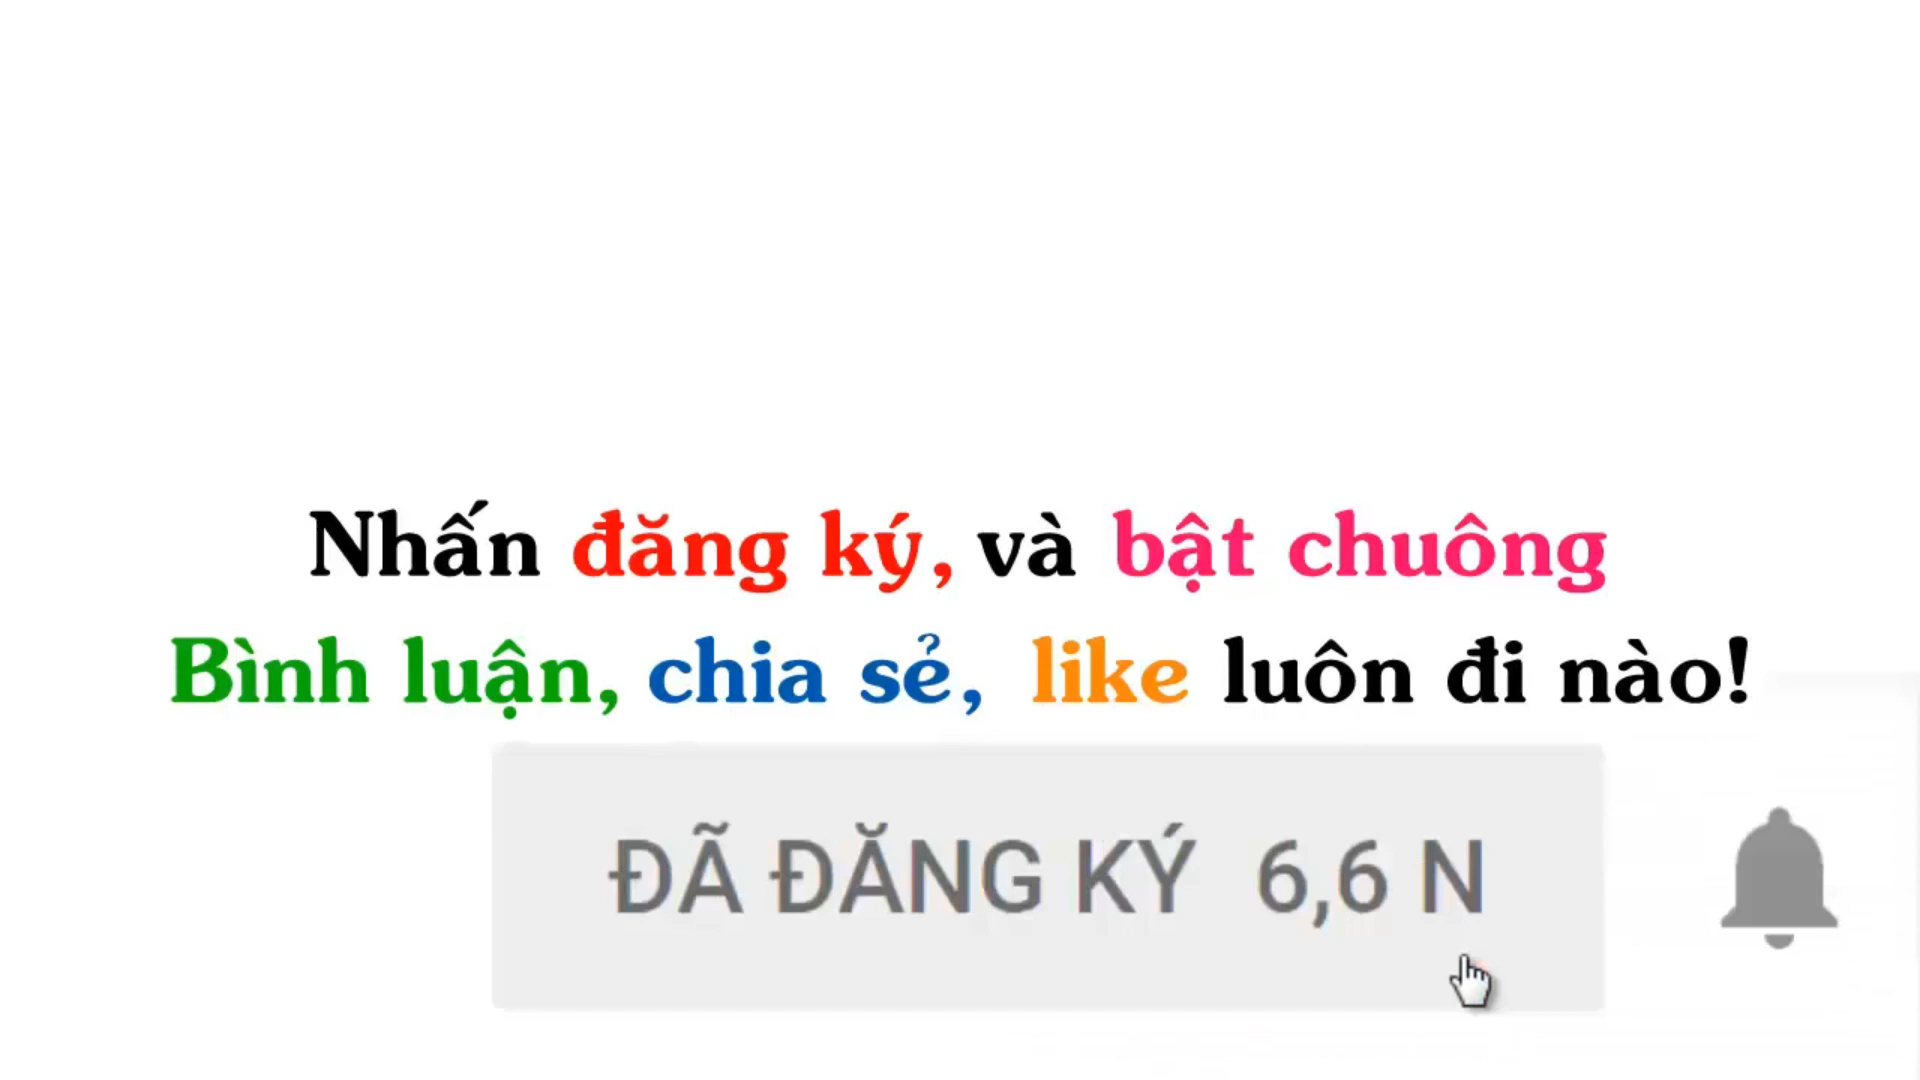 Nhấn đăng ký, và bật chuông
Bình luận, chia sẻ, like luôn đi nào!
ĐÃ ĐĂNG KÝ 6,6 N